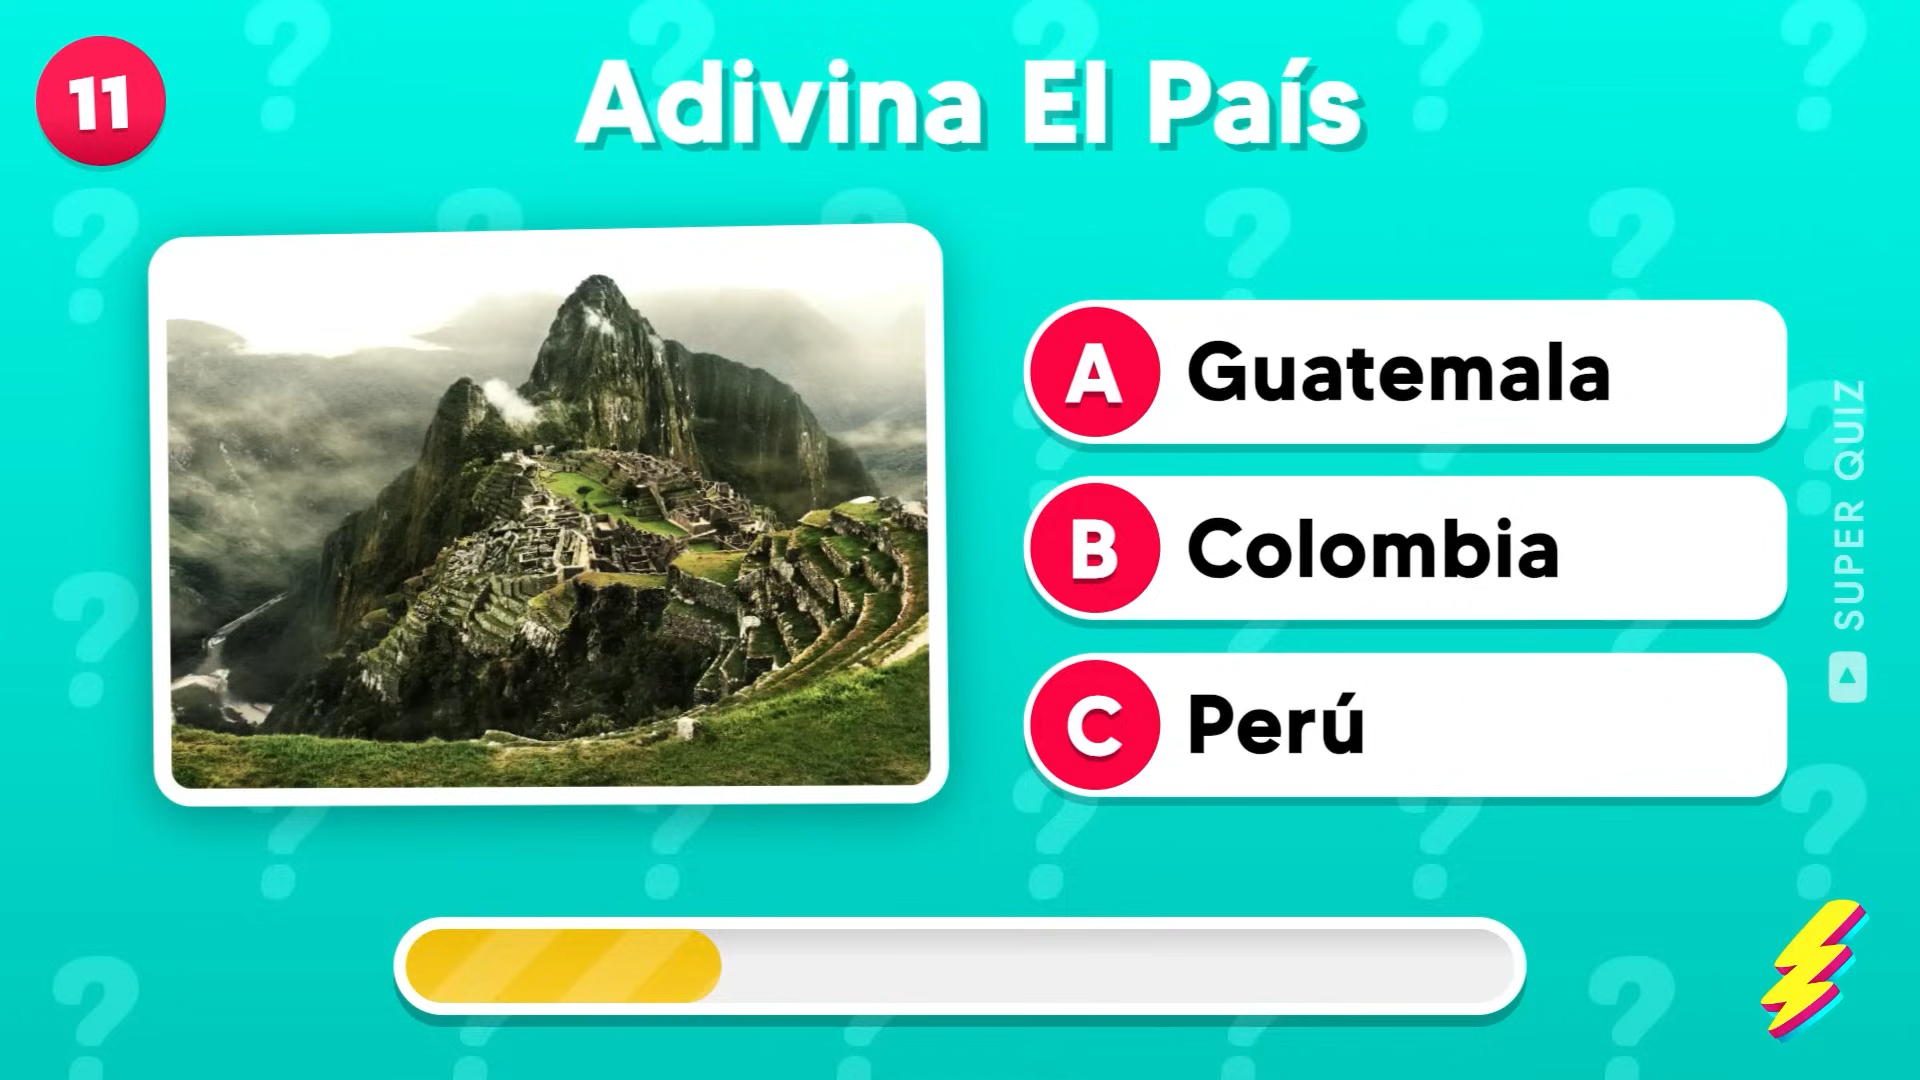 11
Adivina El País
A Guatemala
B Colombia
C Perú
SUPER QUIZ